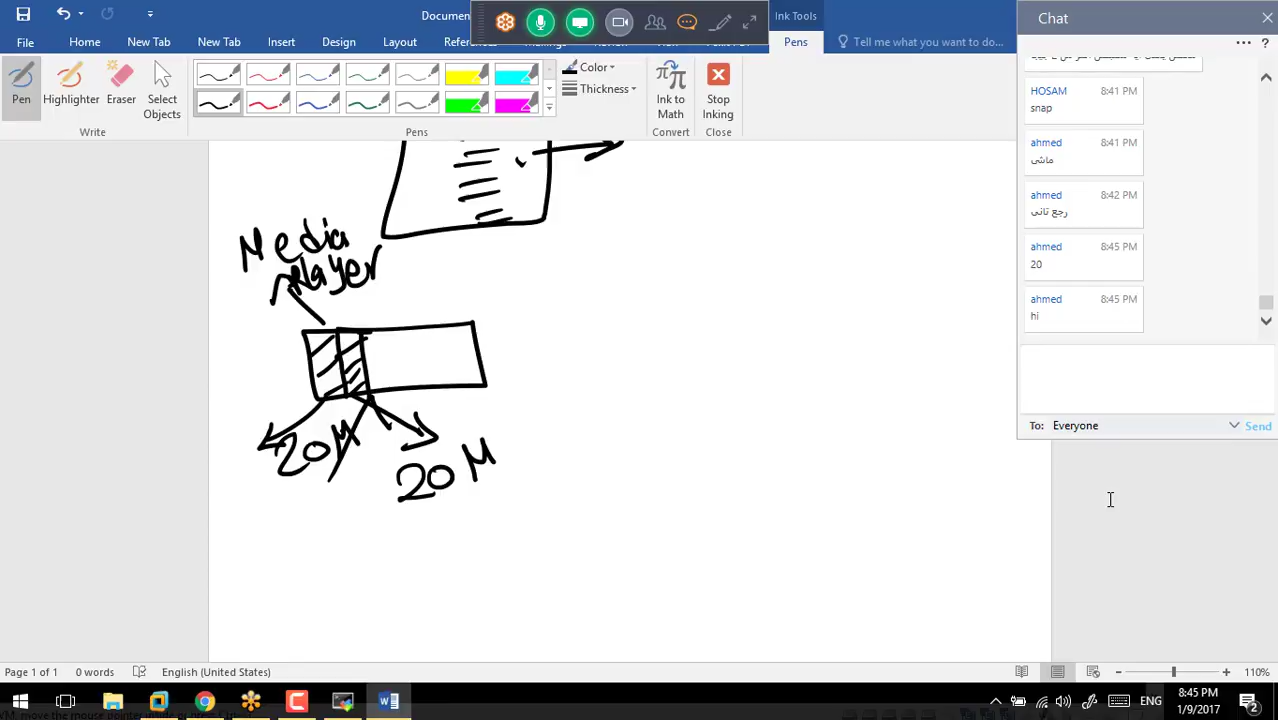 Documen
Ink Tools
File
Home
New Tab
New Tab
Insert
Design
Layout
Pens
Tell me what you want to do...
Pen
Highlighter
Eraser
Select
Objects
Color
Thickness
Ink to
Math
Stop
Inking
Write
Pens
Convert
Close
Media
Player
20M
20 M
Chat
HOSAM 8:41 PM
snap
ahmed 8:41 PM
ماشى
ahmed 8:42 PM
رجع تانى
ahmed 8:45 PM
20
ahmed 8:45 PM
hi
To: Everyone
Send
Page 1 of 1
0 words
English (United States)
110%
ENG
8:45 PM
1/9/2017
2